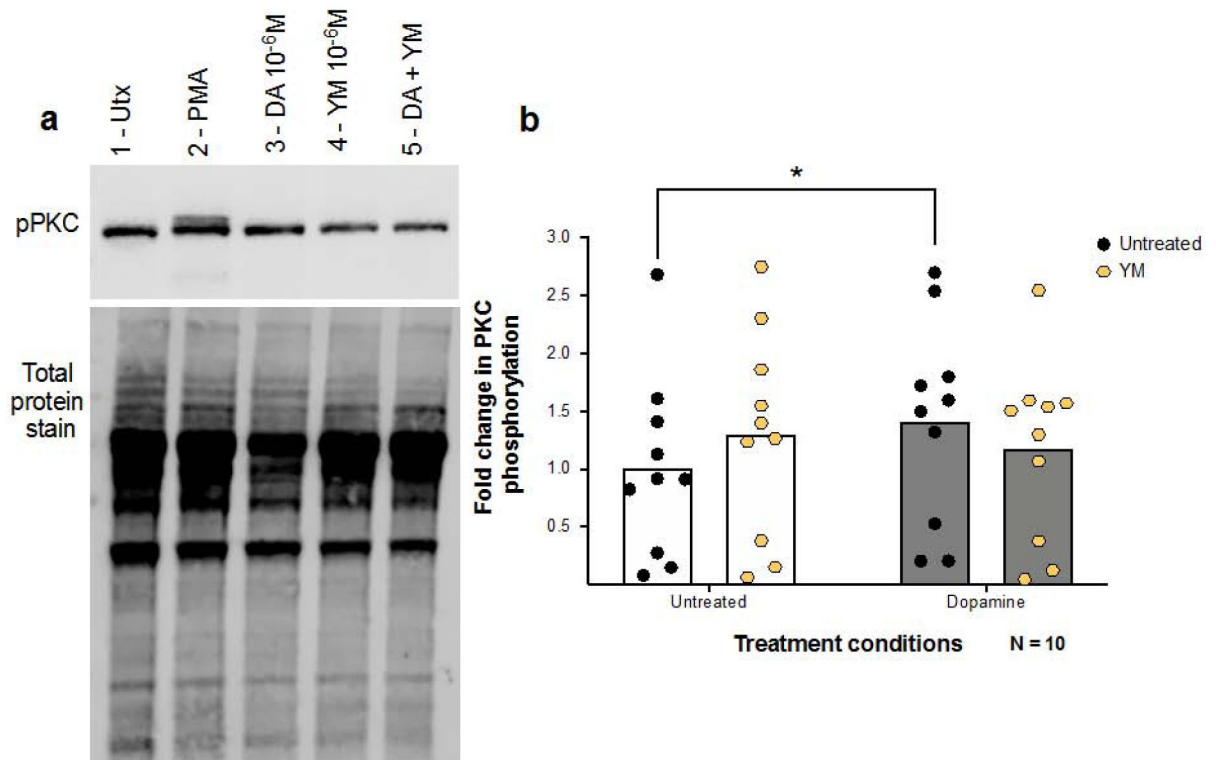 a
1 - Utx
2 - PMA
3 - DA 10⁻⁶M
4 - YM 10⁻⁶M
5 - DA + YM
pPKC
Total
protein
stain
b
*
Untreated
YM
Fold change in PKC
phosphorylation
3.0
2.5
2.0
1.5
1.0
0.5
Untreated
Dopamine
Treatment conditions
N = 10